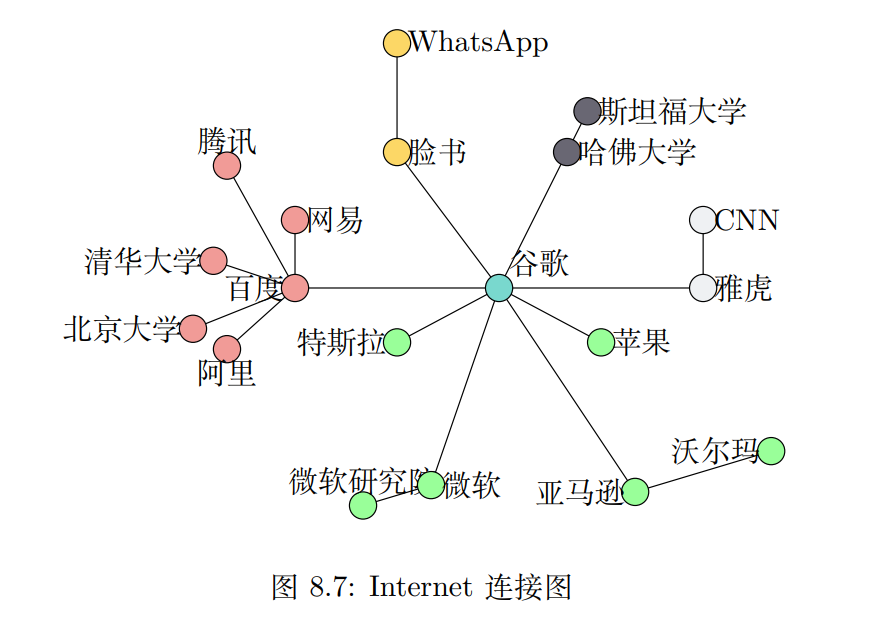 WhatsApp
斯坦福大学
腾讯
脸书
哈佛大学
网易
CNN
清华大学
谷歌
百度
雅虎
北京大学
特斯拉
苹果
阿里
沃尔玛
微软研究院
微软
亚马逊
图 8.7: Internet 连接图